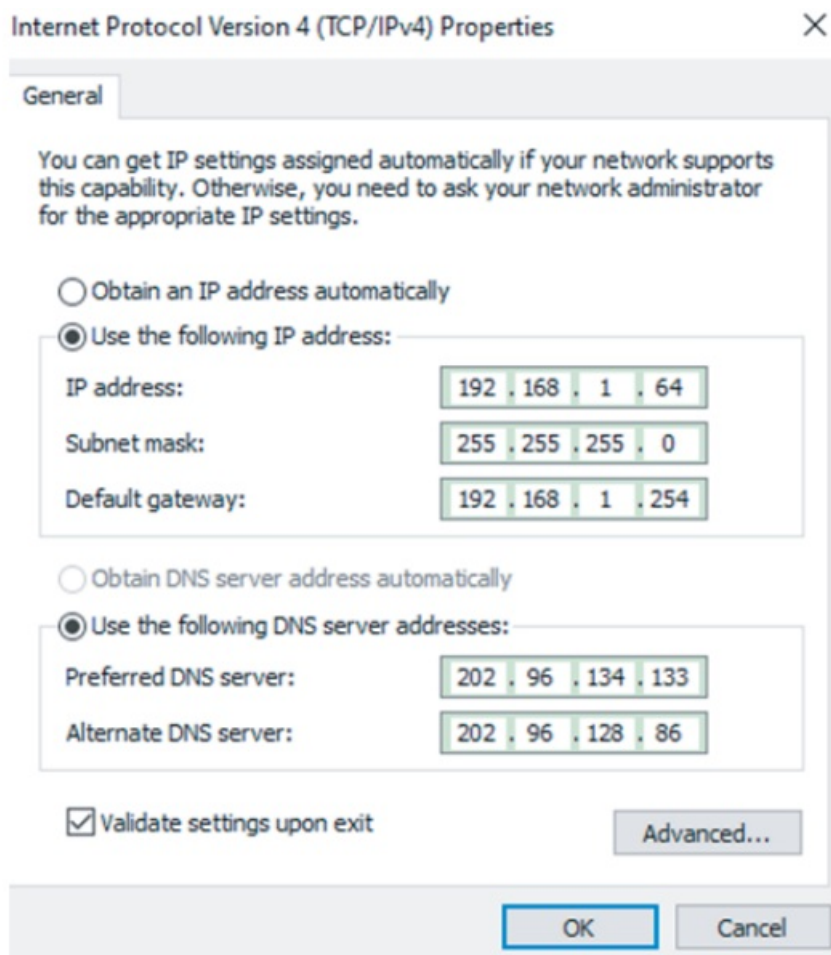 Internet Protocol Version 4 (TCP/IPv4) Properties
General
You can get IP settings assigned automatically if your network supports
this capability. Otherwise, you need to ask your network administrator
for the appropriate IP settings.
Obtain an IP address automatically
Use the following IP address:
IP address: 192 . 168 . 1 . 64
Subnet mask: 255 . 255 . 255 . 0
Default gateway: 192 . 168 . 1 . 254
Obtain DNS server address automatically
Use the following DNS server addresses:
Preferred DNS server: 202 . 96 . 134 . 133
Alternate DNS server: 202 . 96 . 128 . 86
Validate settings upon exit
Advanced...
OK Cancel